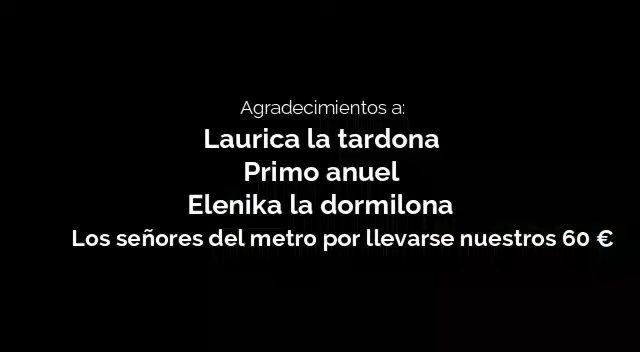 Agradecimientos a:
Laurica la tardona
Primo anuel
Elenika la dormilona
Los señores del metro por llevarse nuestros 60 €